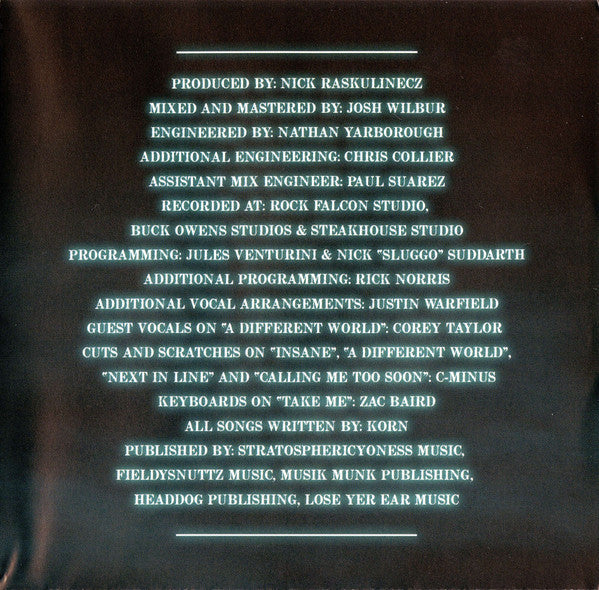 PRODUCED BY: NICK RASKULINECZ
MIXED AND MASTERED BY: JOSH WILBUR
ENGINEERED BY: NATHAN YARBOROUGH
ADDITIONAL ENGINEERING: CHRIS COLLIER
ASSISTANT MIX ENGINEER: PAUL SUAREZ
RECORDED AT: ROCK FALCON STUDIO,
BUCK OWENS STUDIOS & STEAKHOUSE STUDIO
PROGRAMMING: JULES VENTURINI & NICK "SLUGGO" SUDDARTH
ADDITIONAL PROGRAMMING: RICK NORRIS
ADDITIONAL VOCAL ARRANGEMENTS: JUSTIN WARFIELD
GUEST VOCALS ON "A DIFFERENT WORLD": COREY TAYLOR
CUTS AND SCRATCHES ON "INSANE", "A DIFFERENT WORLD",
"NEXT IN LINE" AND "CALLING ME TOO SOON": C-MINUS
KEYBOARDS ON "TAKE ME": ZAC BAIRD
ALL SONGS WRITTEN BY: KORN
PUBLISHED BY: STRATOSPHERICYONESS MUSIC,
FIELDYSNUTTZ MUSIC, MUSIK MUNK PUBLISHING,
HEADDOG PUBLISHING, LOSE YER EAR MUSIC